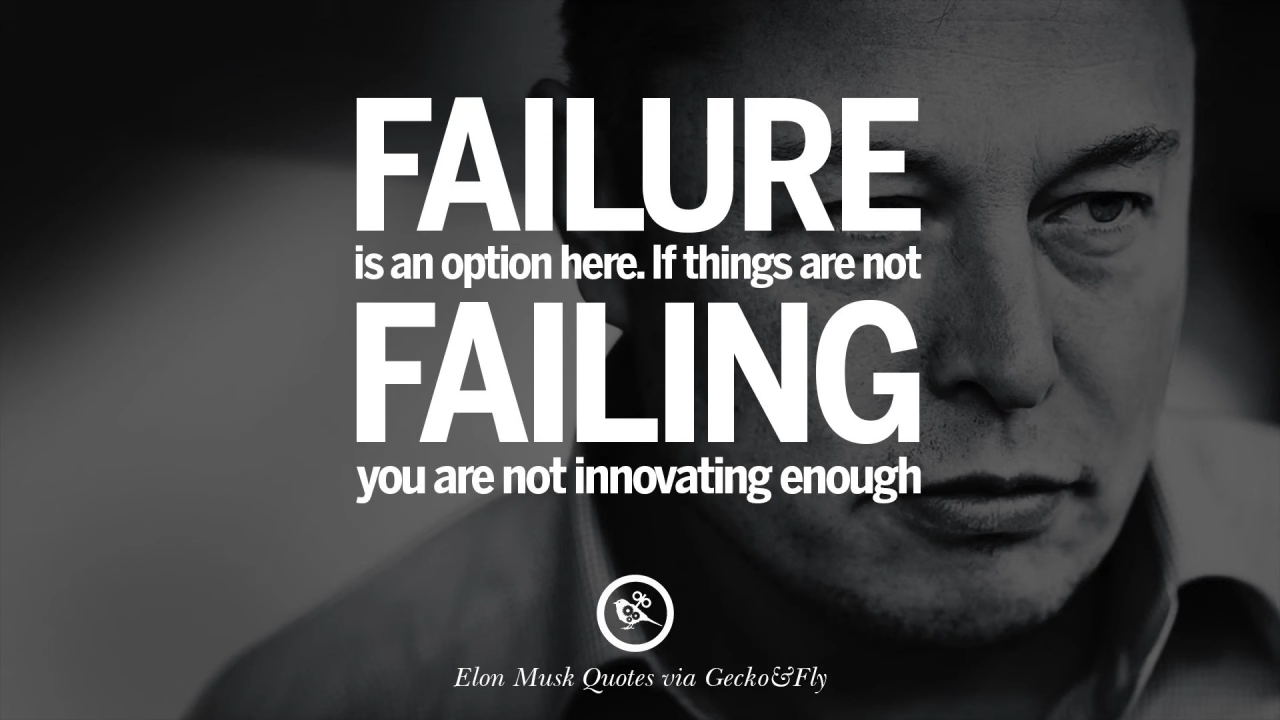 FAILURE
is an option here. If things are not
FAILING
you are not innovating enough
Elon Musk Quotes via Gecko&Fly